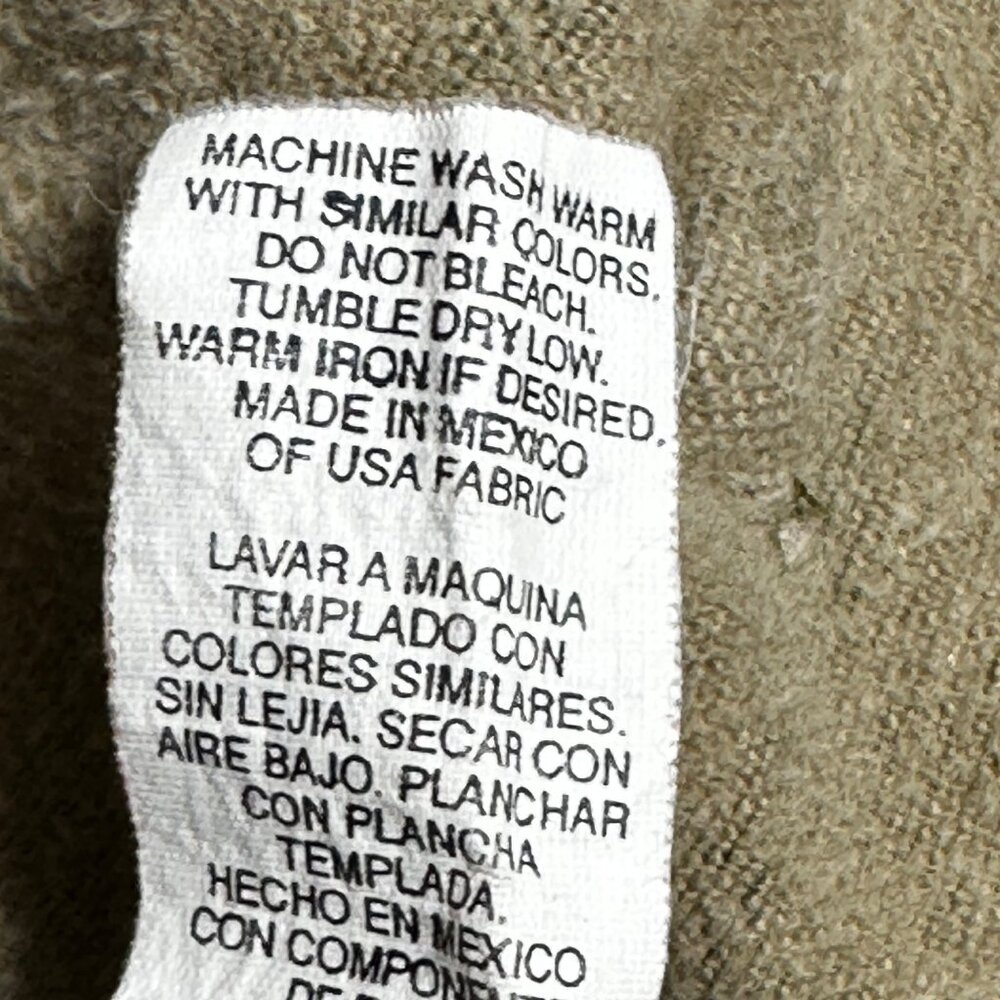 MACHINE WASH WARM
WITH SIMILAR COLORS.
DO NOT BLEACH.
TUMBLE DRY LOW.
WARM IRON IF DESIRED.
MADE IN MEXICO
OF USA FABRIC
LAVAR A MAQUINA
TEMPLADO CON
COLORES SIMILARES.
SIN LEJIA. SECAR CON
AIRE BAJO. PLANCHAR
CON PLANCHA
TEMPLADA.
HECHO EN MEXICO
CON
DE